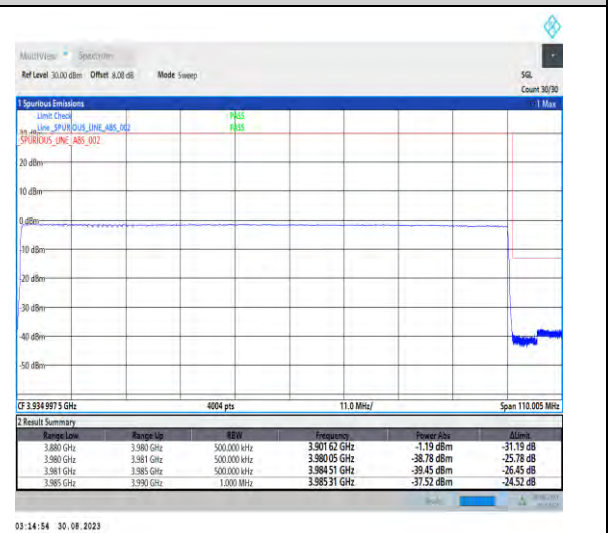 MultiView Spectrum
Ref Level 30.00 dBm Offset 8.08 dB Mode Sweep SGL
Count 30/30
1 Spurious Emissions 1 Max
Limit Check PASS
Line _SPURIOUS_LINE_ABS_002 PASS
_SPURIOUS_LINE_ABS_002
20 dBm
10 dBm
0 dBm
-10 dBm
-20 dBm
-30 dBm
-40 dBm
-50 dBm
CF 3.934 997 5 GHz 4004 pts 11.0 MHz/ Span 110.005 MHz
2 Result Summary
Range Low Range Up RBW Frequency Power Abs ΔLimit
3.880 GHz 3.980 GHz 500.000 kHz 3.901 62 GHz -1.19 dBm -31.19 dB
3.980 GHz 3.981 GHz 500.000 kHz 3.980 05 GHz -38.78 dBm -25.78 dB
3.981 GHz 3.985 GHz 500.000 kHz 3.984 51 GHz -39.45 dBm -26.45 dB
3.985 GHz 3.990 GHz 1.000 MHz 3.985 31 GHz -37.52 dBm -24.52 dB
03:14:54 30.08.2023